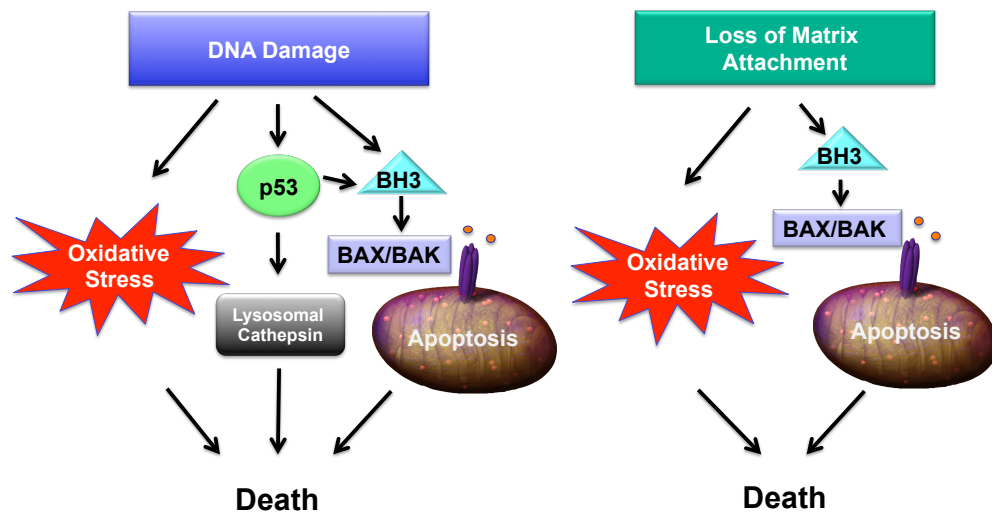 DNA Damage
p53
BH3
BAX/BAK
Oxidative
Stress
Lysosomal
Cathepsin
Apoptosis
Death
Loss of Matrix
Attachment
BH3
BAX/BAK
Oxidative
Stress
Apoptosis
Death